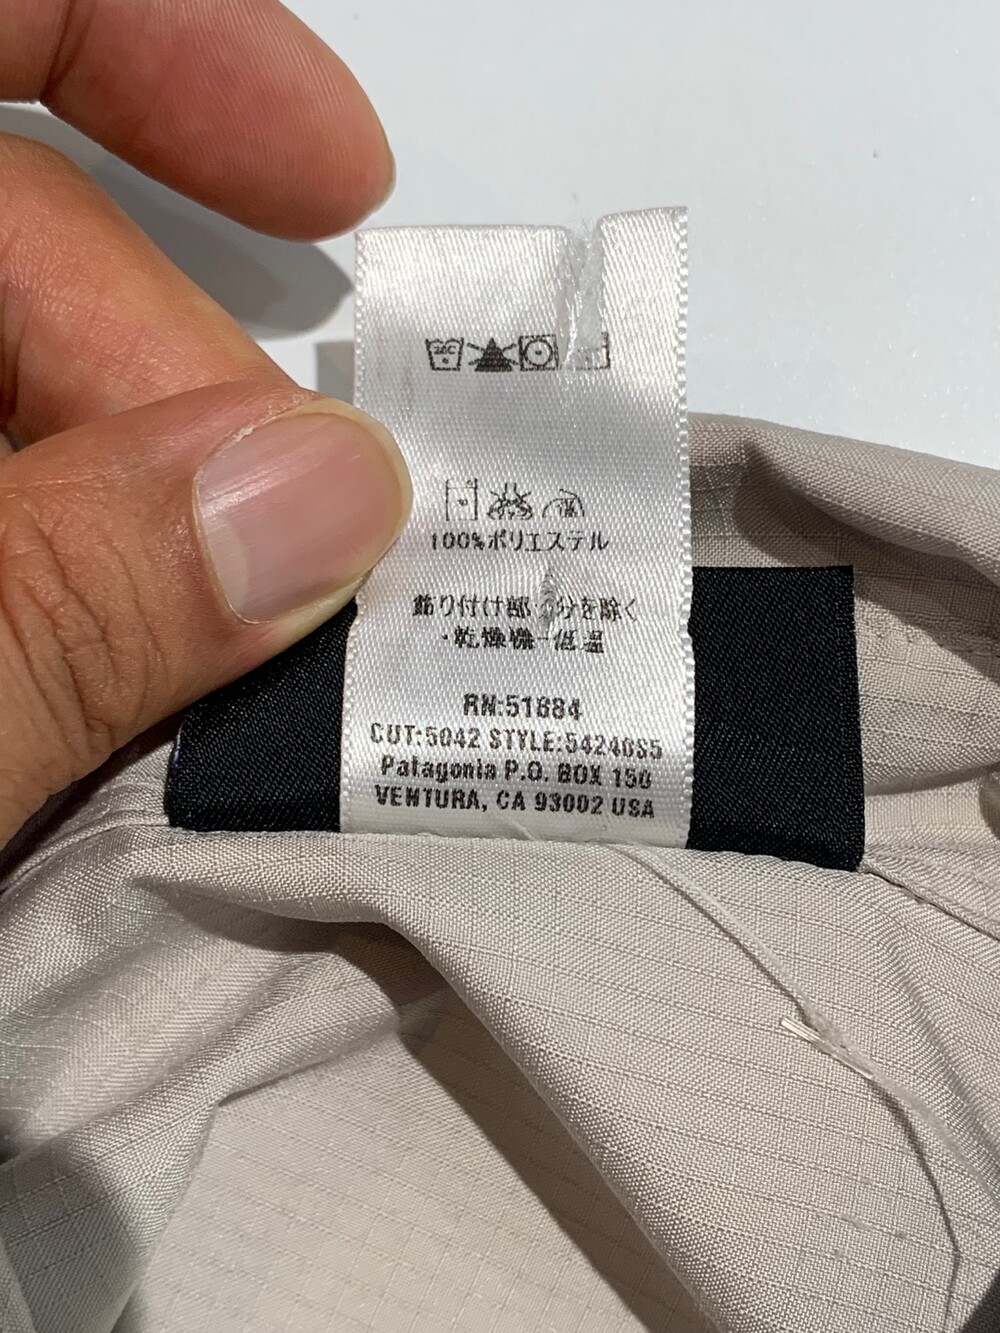 100%ポリエステル
飾り付け部分を除く
・乾燥機-低温
RN:51884
CUT:5042 STYLE:54240S5
Patagonia P.O. BOX 150
VENTURA, CA 93002 USA